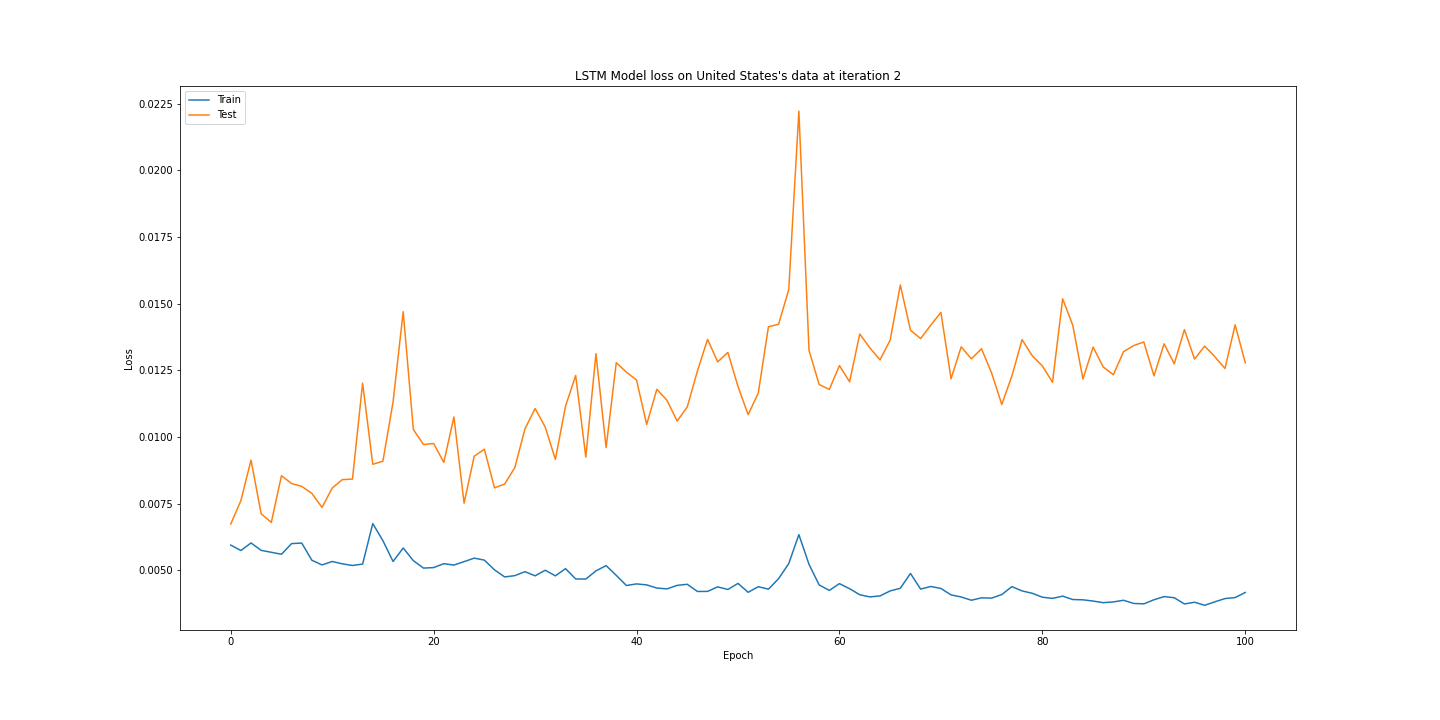 LSTM Model loss on United States's data at iteration 2
Train
Test
0.0225
0.0200
0.0175
0.0150
0.0125
0.0100
0.0075
0.0050
Loss
0 20 40 60 80 100
Epoch